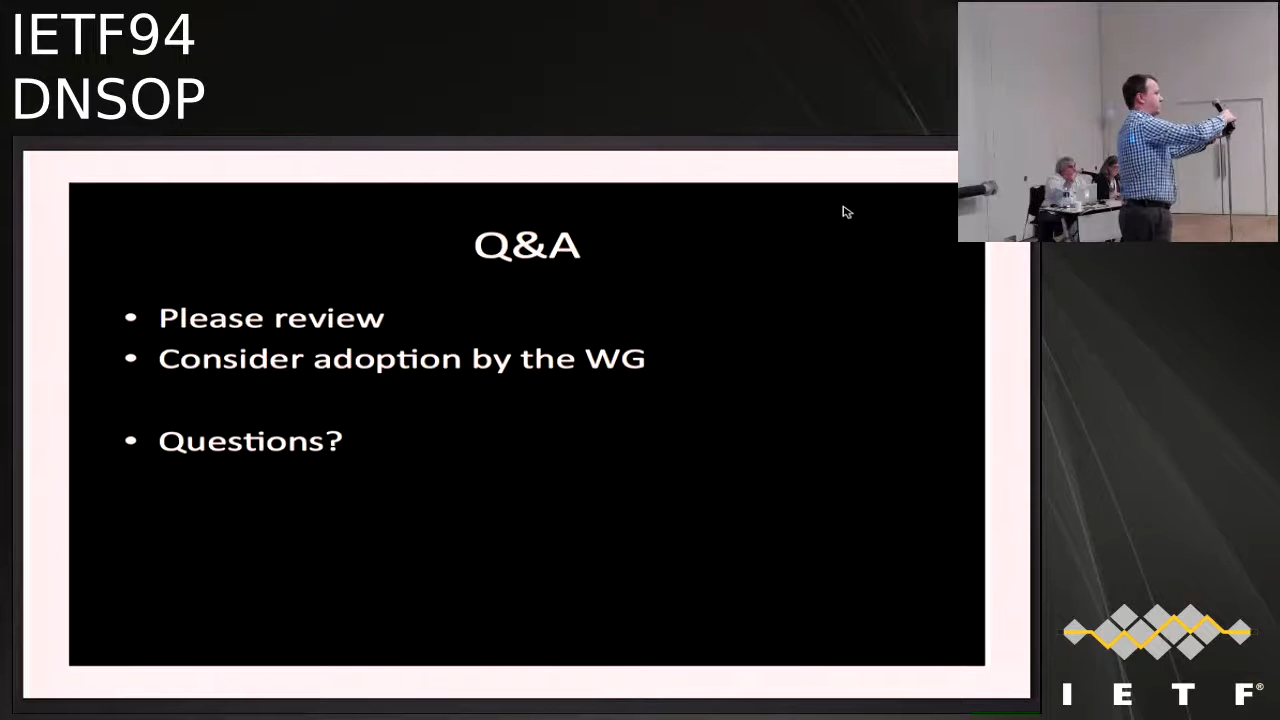 IETF94
DNSOP
Q&A
• Please review
• Consider adoption by the WG
• Questions?
I E T F®